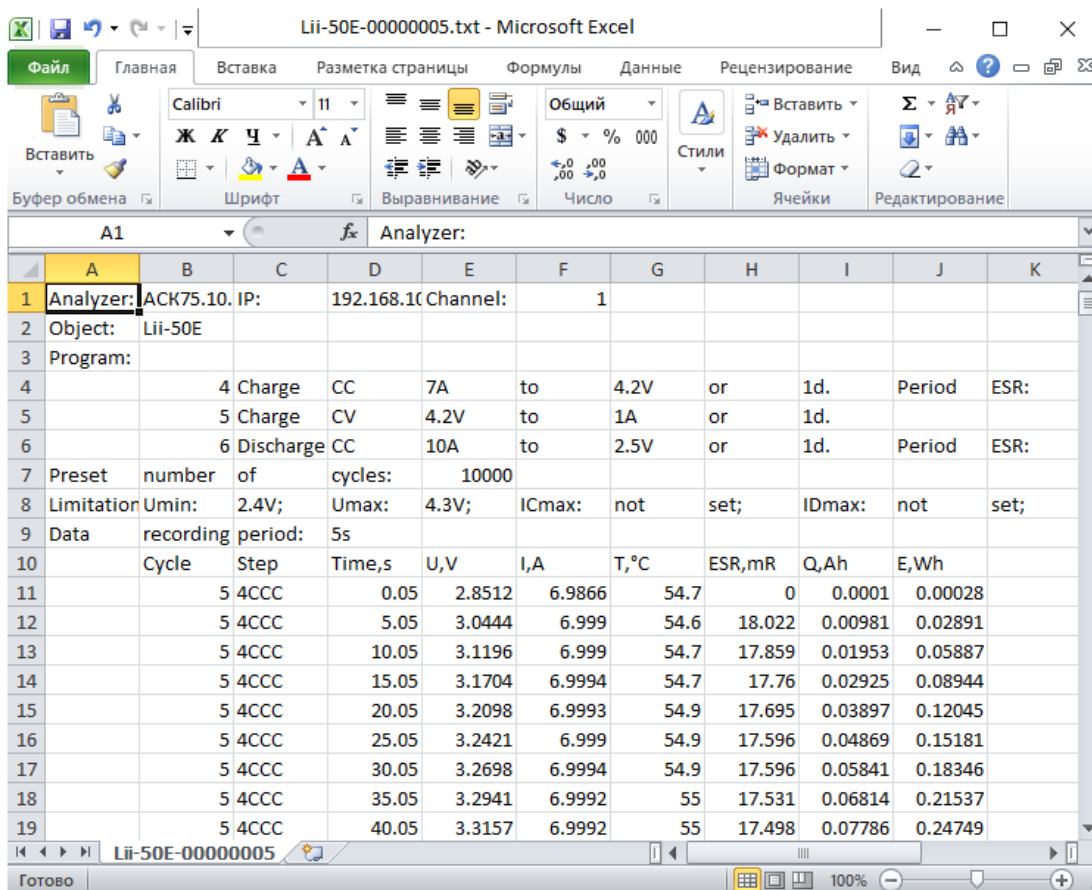 Lii-50E-00000005.txt - Microsoft Excel
Файл Главная Вставка Разметка страницы Формулы Данные Рецензирование Вид
Вставить
Calibri 11
Ж К Ч
А А
А
Общий
$ % 000
,0 ,00
,00 ,0
Стили
Вставить
Удалить
Формат
Σ
Буфер обмена Шрифт Выравнивание Число Ячейки Редактирование
A1 fx Analyzer:
A B C D E F G H I J K
1 Analyzer: АСК75.10. IP: 192.168.10 Channel: 1
2 Object: Lii-50E
3 Program:
4 4 Charge CC 7A to 4.2V or 1d. Period ESR:
5 5 Charge CV 4.2V to 1A or 1d.
6 6 Discharge CC 10A to 2.5V or 1d. Period ESR:
7 Preset number of cycles: 10000
8 Limitation Umin: 2.4V; Umax: 4.3V; ICmax: not set; IDmax: not set;
9 Data recording period: 5s
10 Cycle Step Time,s U,V I,A T,°C ESR,mR Q,Ah E,Wh
11 5 4CCC 0.05 2.8512 6.9866 54.7 0 0.0001 0.00028
12 5 4CCC 5.05 3.0444 6.999 54.6 18.022 0.00981 0.02891
13 5 4CCC 10.05 3.1196 6.999 54.7 17.859 0.01953 0.05887
14 5 4CCC 15.05 3.1704 6.9994 54.7 17.76 0.02925 0.08944
15 5 4CCC 20.05 3.2098 6.9993 54.9 17.695 0.03897 0.12045
16 5 4CCC 25.05 3.2421 6.999 54.9 17.596 0.04869 0.15181
17 5 4CCC 30.05 3.2698 6.9994 54.9 17.596 0.05841 0.18346
18 5 4CCC 35.05 3.2941 6.9992 55 17.531 0.06814 0.21537
19 5 4CCC 40.05 3.3157 6.9992 55 17.498 0.07786 0.24749
Lii-50E-00000005
Готово 100%